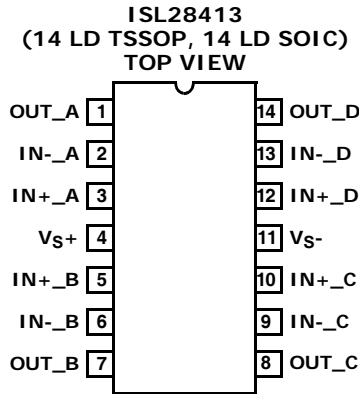 ISL28413
(14 LD TSSOP, 14 LD SOIC)
TOP VIEW
OUT_A 1 14 OUT_D
IN-_A 2 13 IN-_D
IN+_A 3 12 IN+_D
VS+ 4 11 VS-
IN+_B 5 10 IN+_C
IN-_B 6 9 IN-_C
OUT_B 7 8 OUT_C